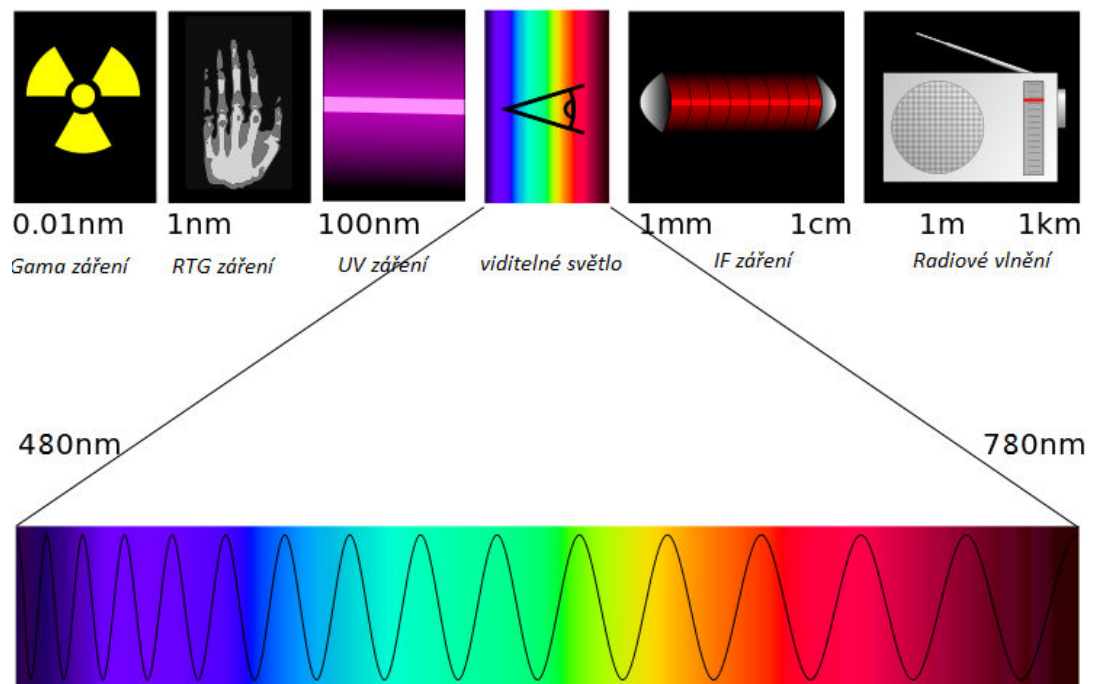 0.01nm 1nm 100nm 1mm 1cm 1m 1km
Gama záření RTG záření UV záření viditelné světlo IF záření Radiové vlnění
480nm 780nm